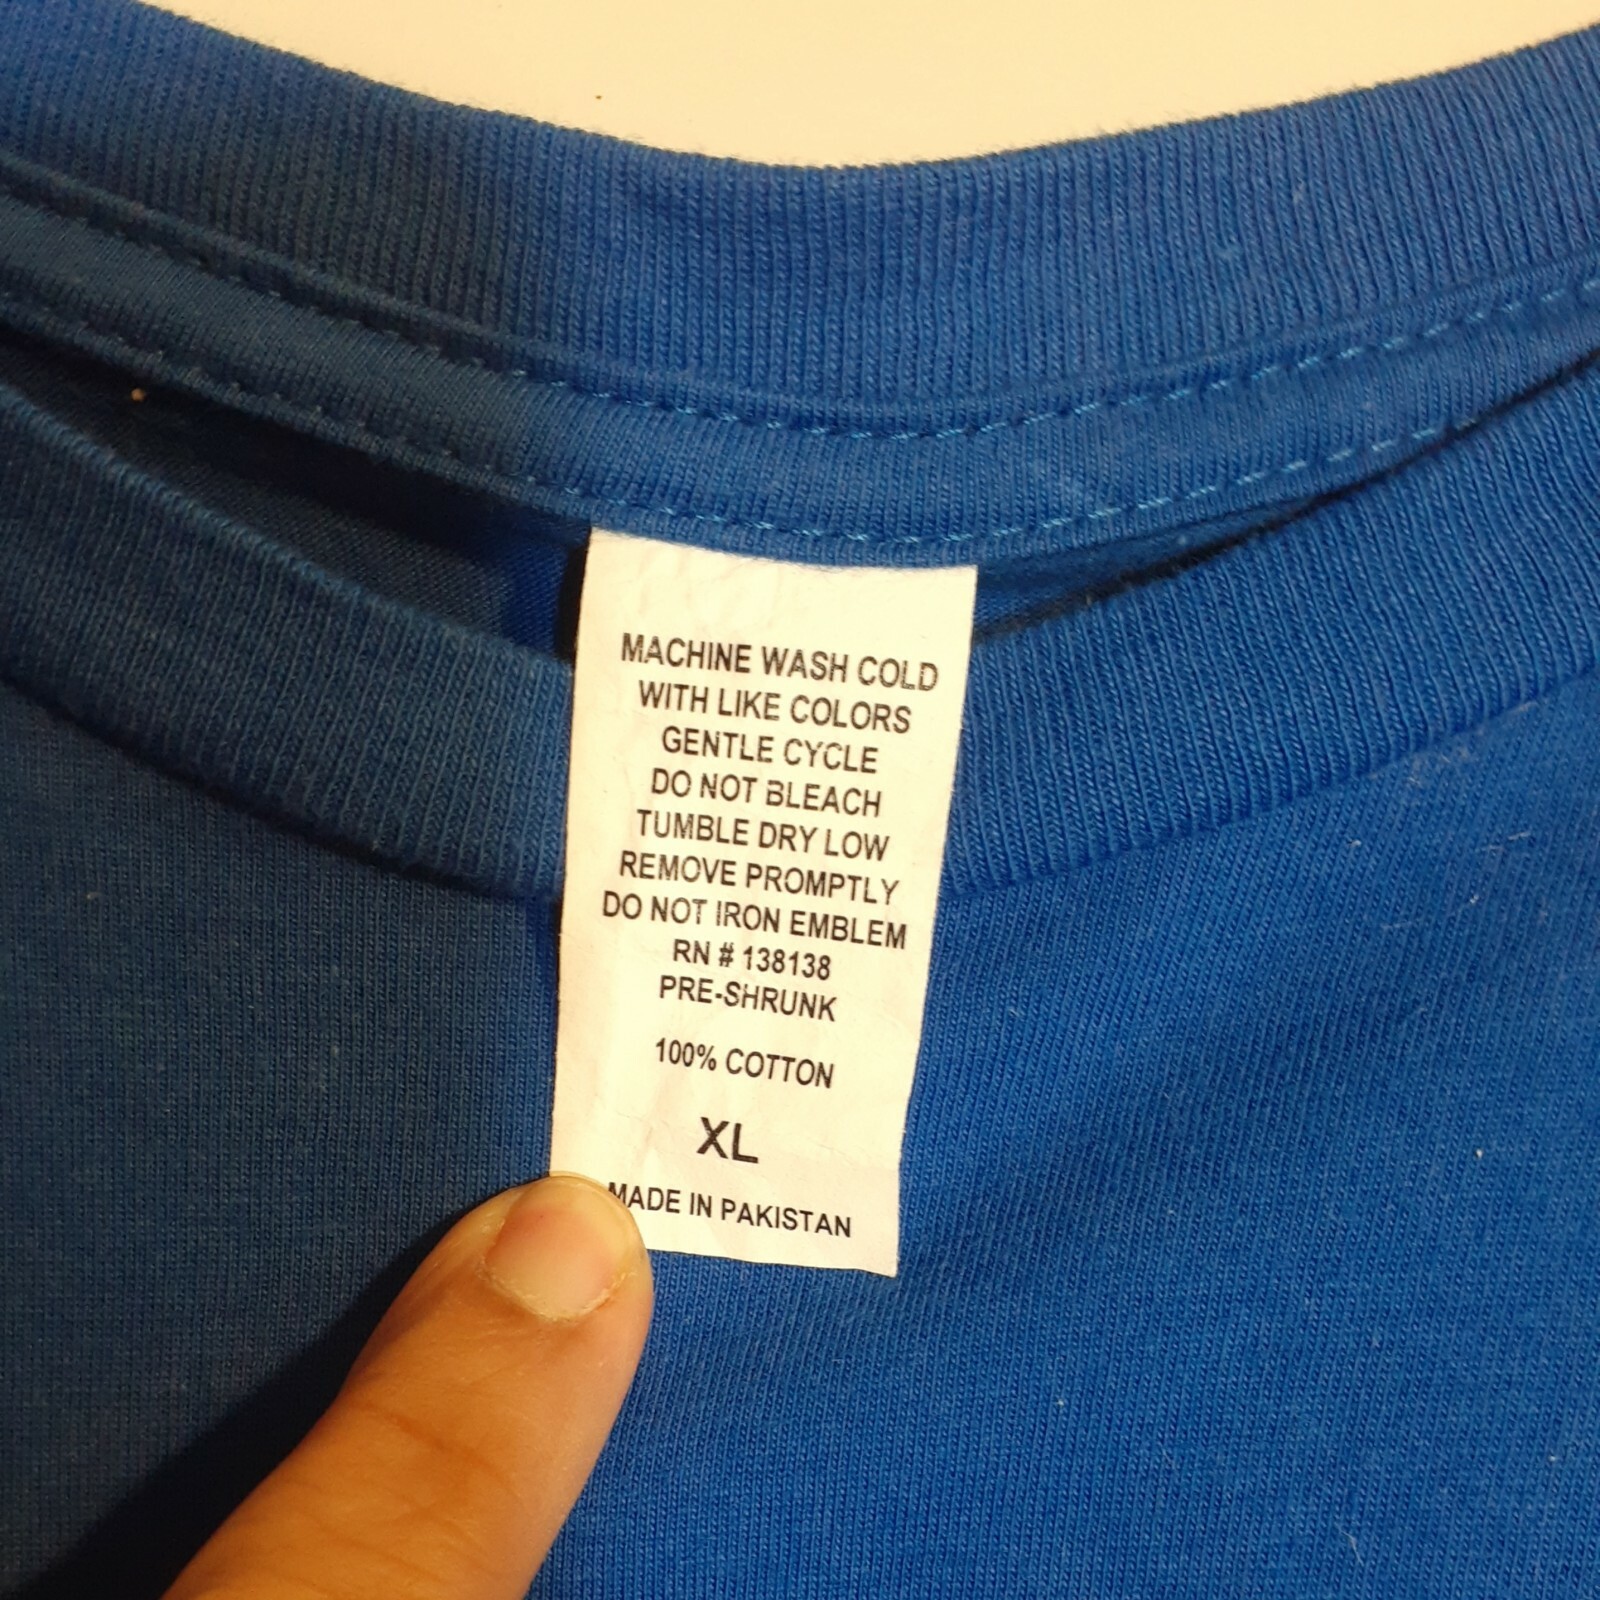 MACHINE WASH COLD
WITH LIKE COLORS
GENTLE CYCLE
DO NOT BLEACH
TUMBLE DRY LOW
REMOVE PROMPTLY
DO NOT IRON EMBLEM
RN # 138138
PRE-SHRUNK
100% COTTON
XL
MADE IN PAKISTAN